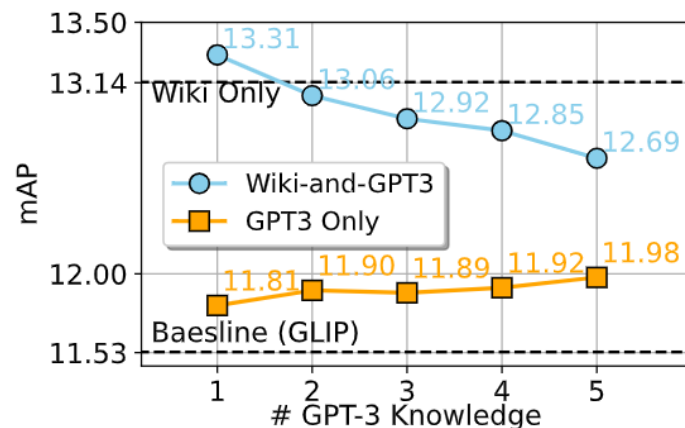 13.50
13.31
13.14
Wiki Only
13.06
12.92
12.85
12.69
mAP
Wiki-and-GPT3
GPT3 Only
12.00
11.81
11.90
11.89
11.92
11.98
Baesline (GLIP)
11.53
1 2 3 4 5
# GPT-3 Knowledge